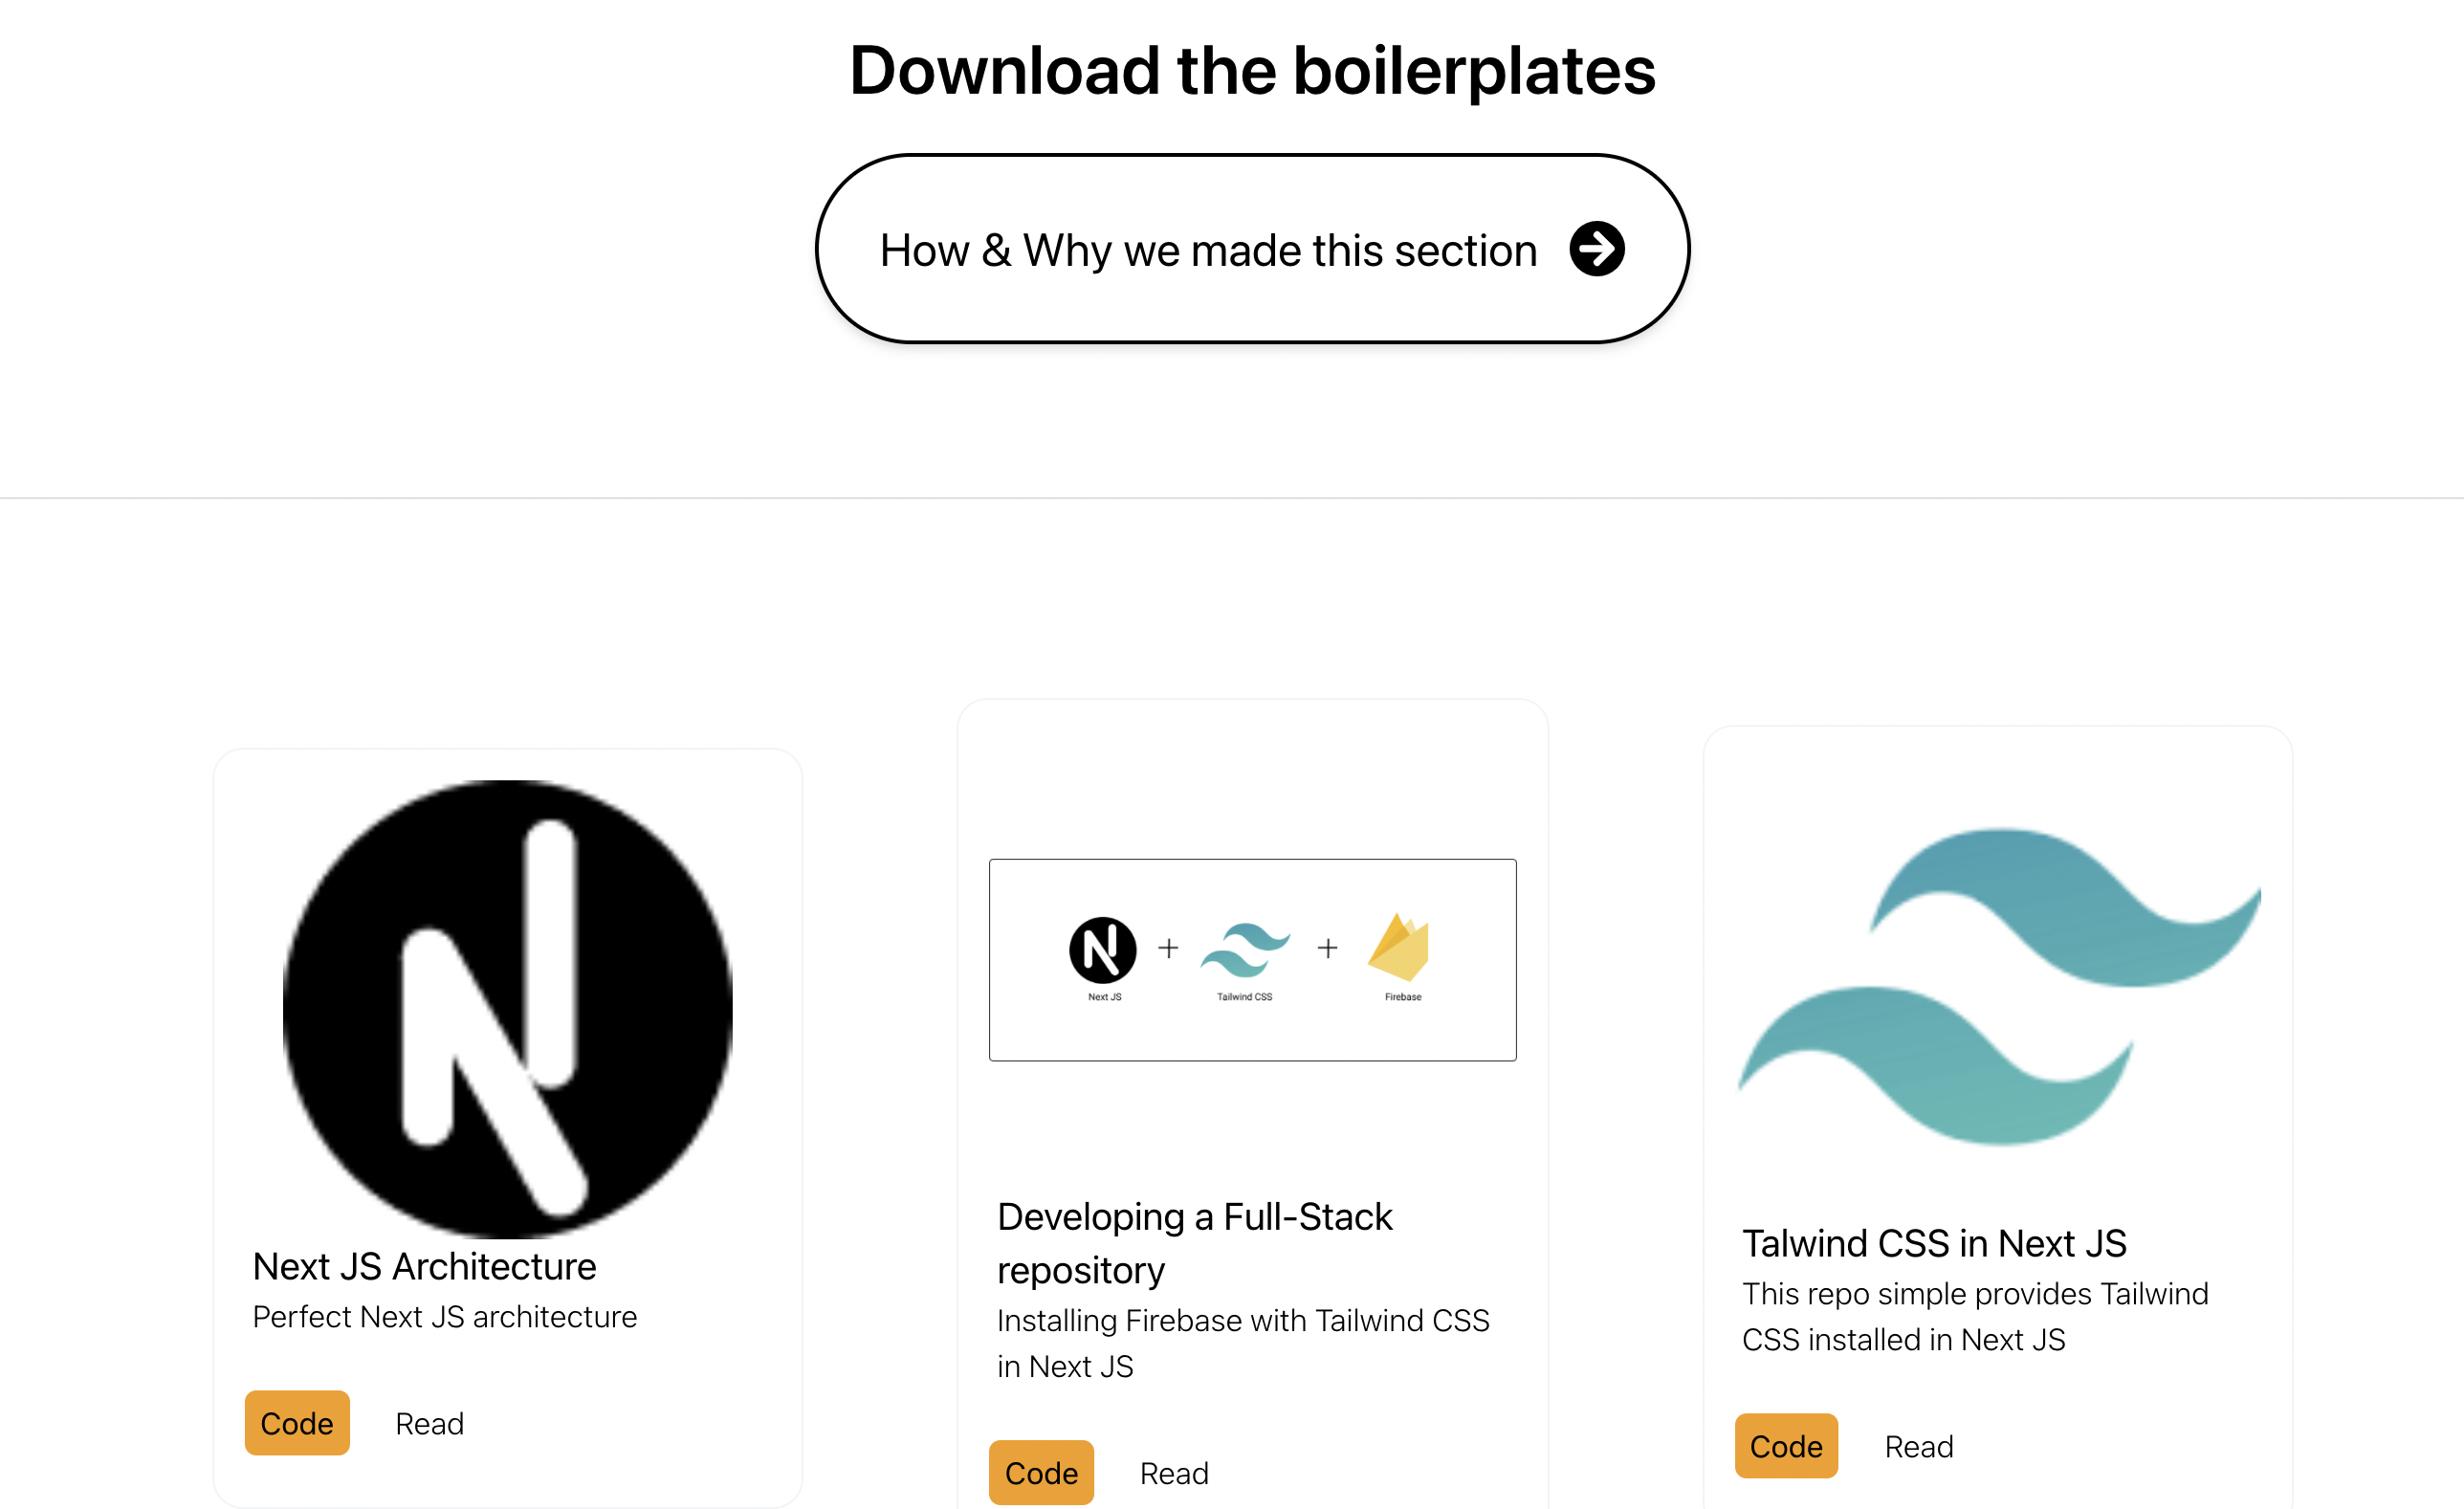 Download the boilerplates
How & Why we made this section
Next JS Architecture
Perfect Next JS architecture
Code
Read
+
+
Next JS
Tailwind CSS
Firebase
Developing a Full-Stack
repository
Installing Firebase with Tailwind CSS
in Next JS
Code
Read
Talwind CSS in Next JS
This repo simple provides Tailwind
CSS installed in Next JS
Code
Read